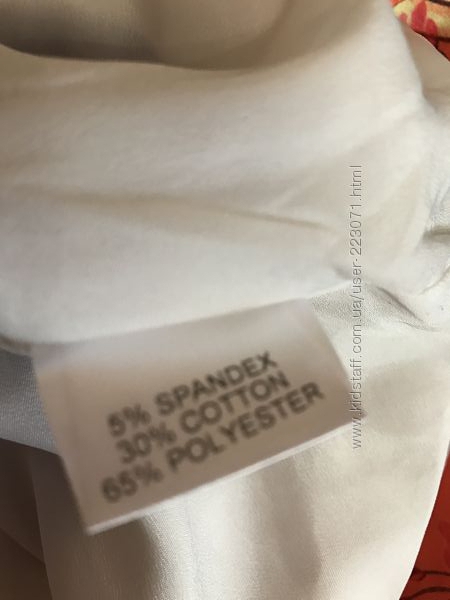 5% SPANDEX
30% COTTON
65% POLYESTER
www.kidstaff.com.ua/user-223071.html